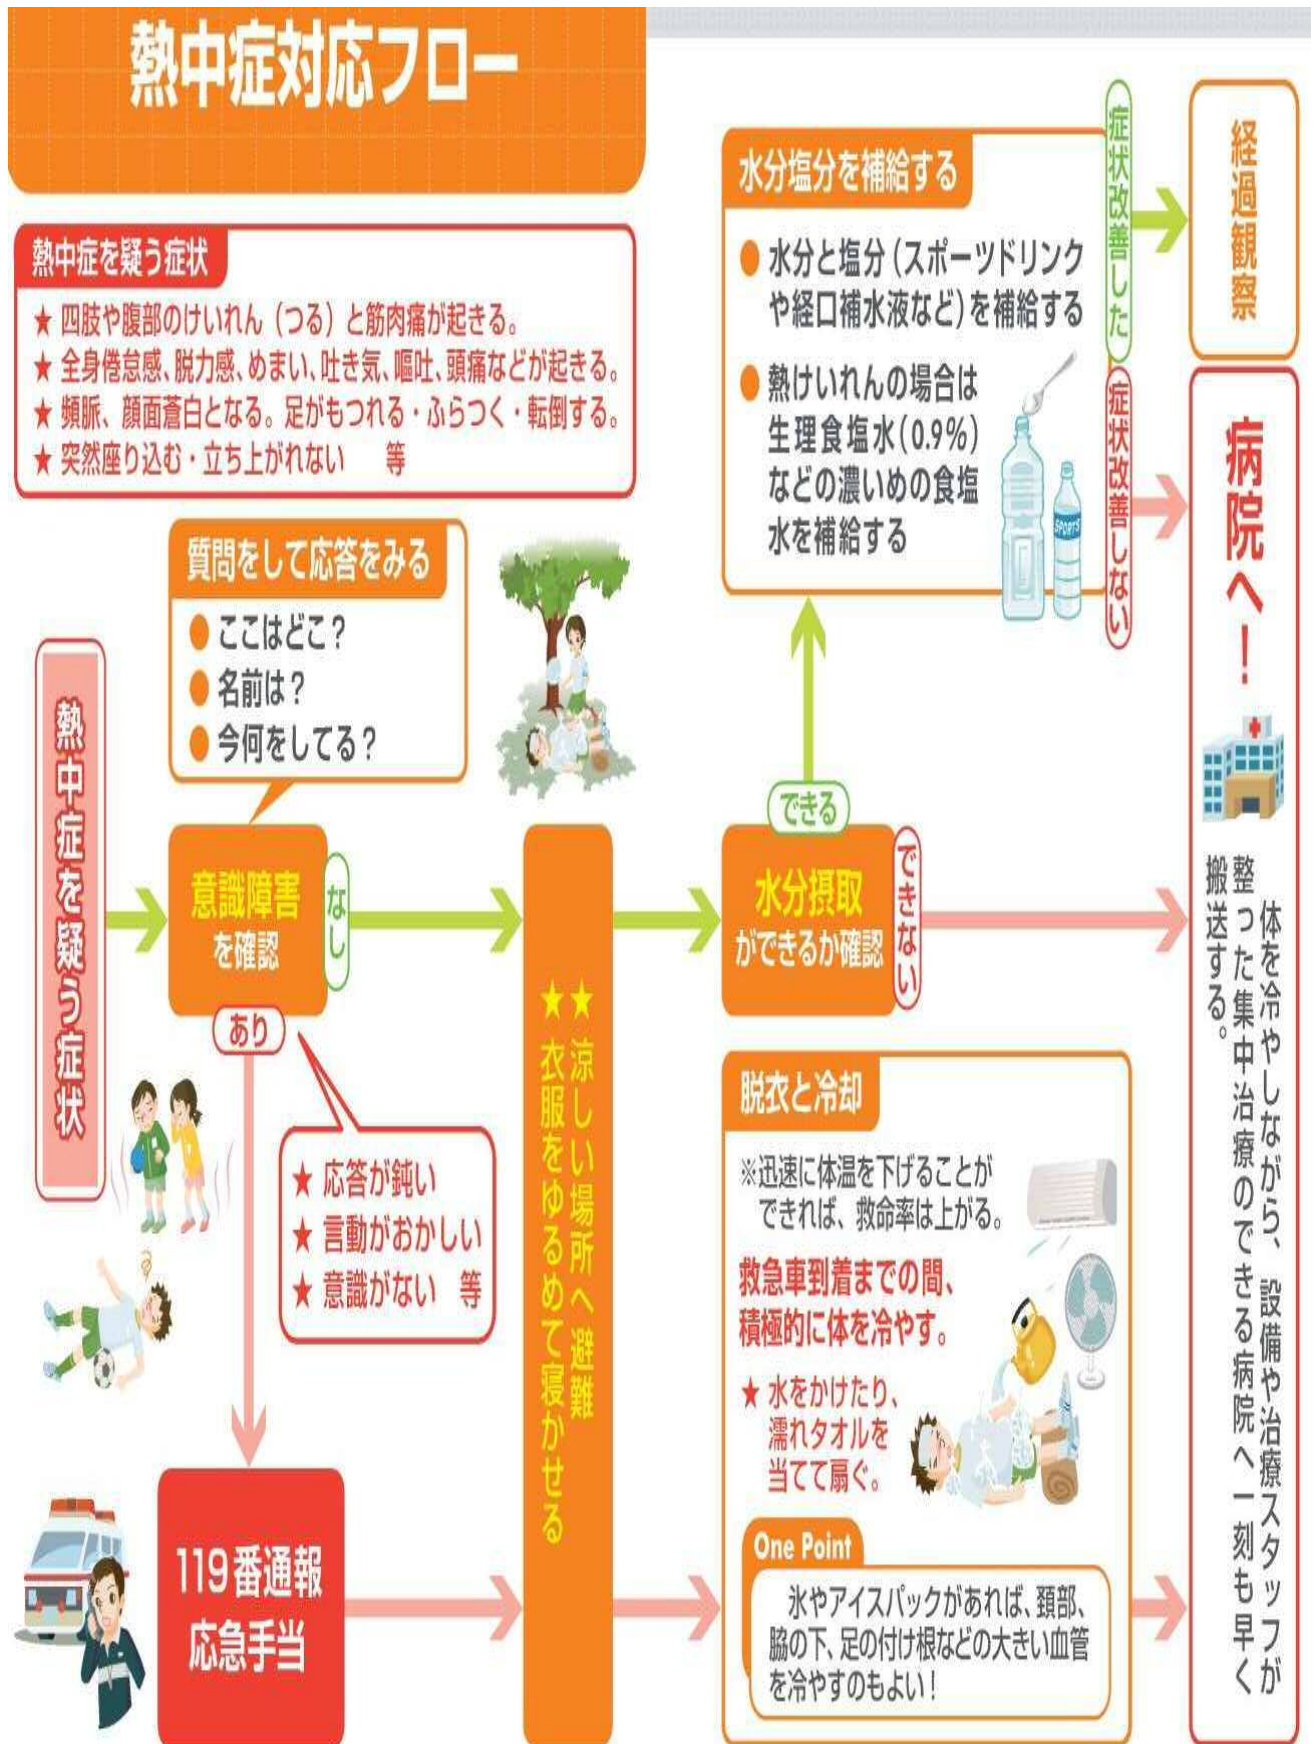 熱中症対応フロー
熱中症を疑う症状
★ 四肢や腹部のけいれん(つる)と筋肉痛が起きる。
★ 全身倦怠感、脱力感、めまい、吐き気、嘔吐、頭痛などが起きる。
★ 頻脈、顔面蒼白となる。足がもつれる・ふらつく・転倒する。
★ 突然座り込む・立ち上がれない 等
熱中症を疑う症状
質問をして応答をみる
● ここはどこ?
● 名前は?
● 今何をしてる?
意識障害
を確認
なし
あり
★ 応答が鈍い
★ 言動がおかしい
★ 意識がない 等
119番通報
応急手当
★ 涼しい場所へ避難
★ 衣服をゆるめて寝かせる
水分摂取
ができるか確認
できる
できない
水分塩分を補給する
● 水分と塩分(スポーツドリンク
や経口補水液など)を補給する
● 熱けいれんの場合は
生理食塩水(0.9%)
などの濃いめの食塩
水を補給する
SPORTS
症状改善した
症状改善しない
脱衣と冷却
※迅速に体温を下げることが
できれば、救命率は上がる。
救急車到着までの間、
積極的に体を冷やす。
★ 水をかけたり、
濡れタオルを
当てて扇ぐ。
One Point
氷やアイスパックがあれば、頚部、
脇の下、足の付け根などの大きい血管
を冷やすのもよい!
経過観察
病院へ!
体を冷やしながら、設備や治療スタッフが
整った集中治療のできる病院へ一刻も早く
搬送する。